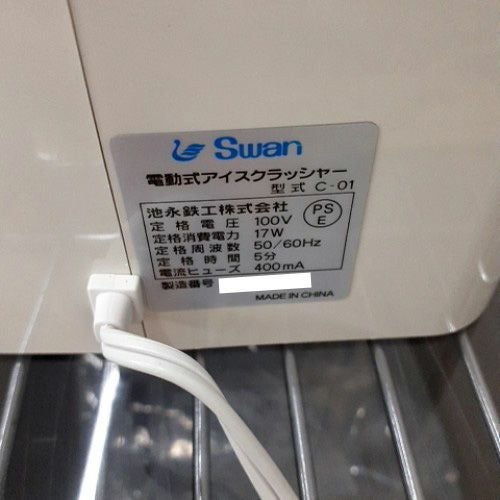 Swan
電動式アイスクラッシャー
型式 C-01
池永鉄工株式会社
定格電圧 100V
定格消費電力 17W
定格周波数 50/60Hz
定格時間 5分
電流ヒューズ 400mA
製造番号
PS
E
MADE IN CHINA